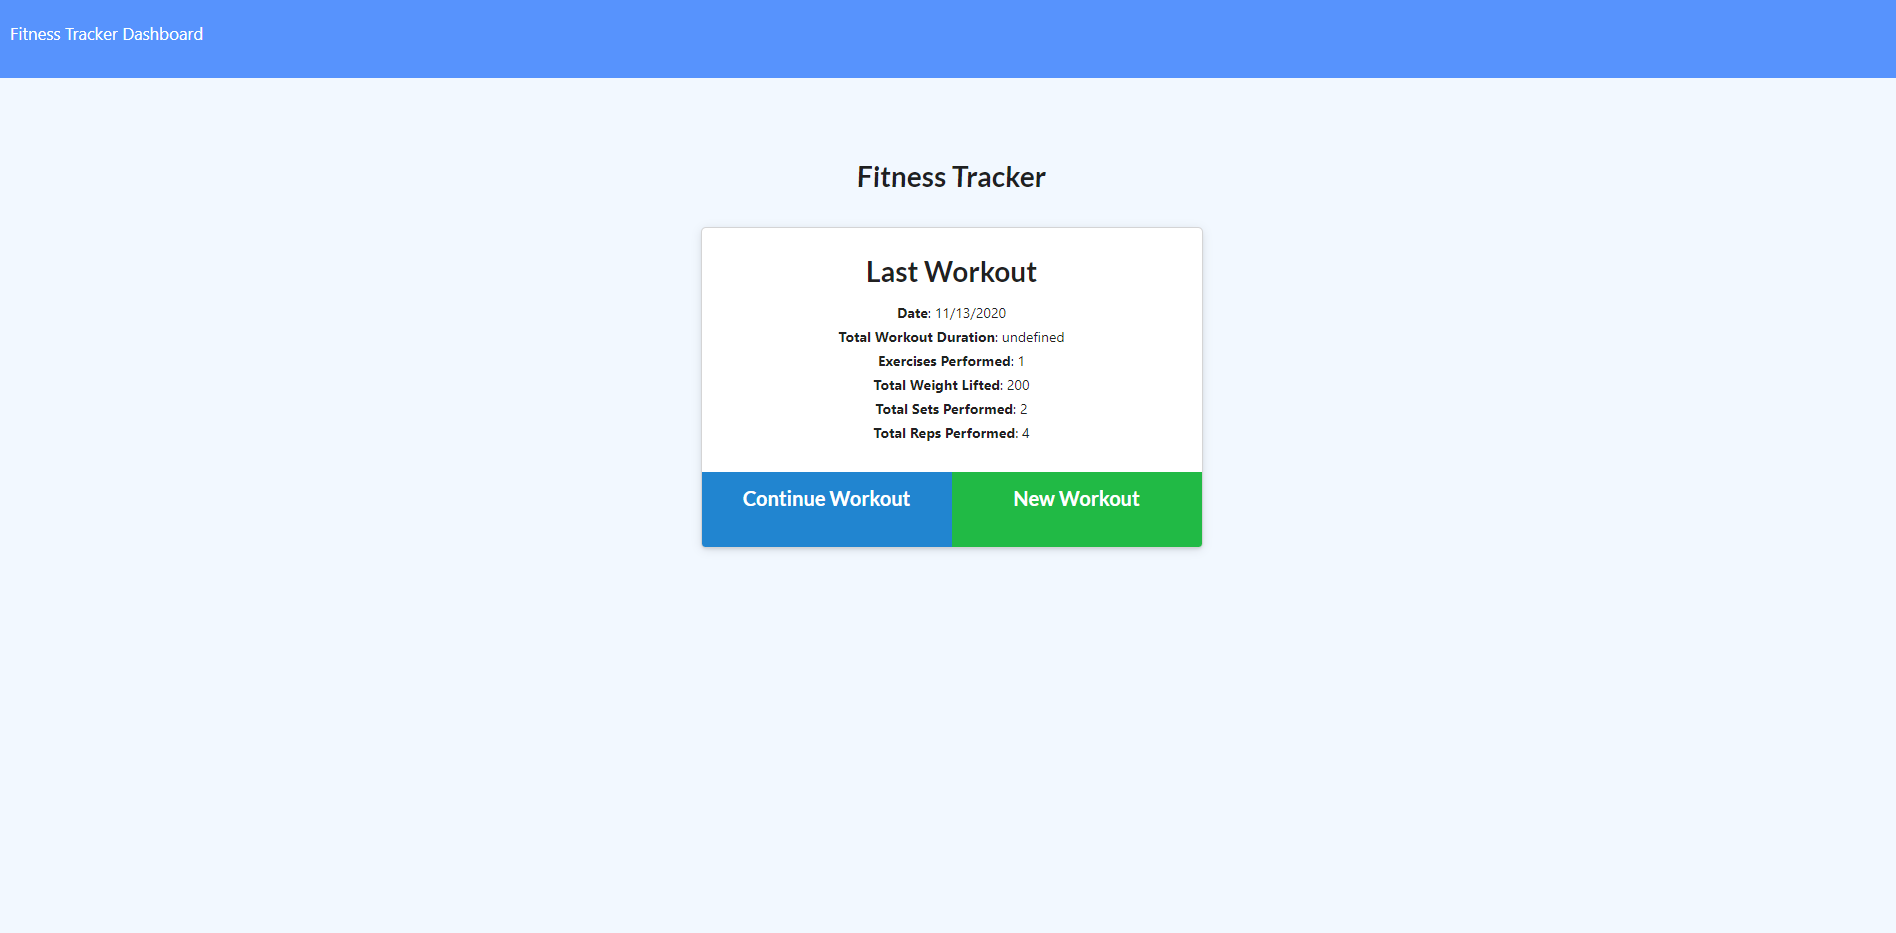 Fitness Tracker Dashboard
Fitness Tracker
Last Workout
Date: 11/13/2020
Total Workout Duration: undefined
Exercises Performed: 1
Total Weight Lifted: 200
Total Sets Performed: 2
Total Reps Performed: 4
Continue Workout
New Workout